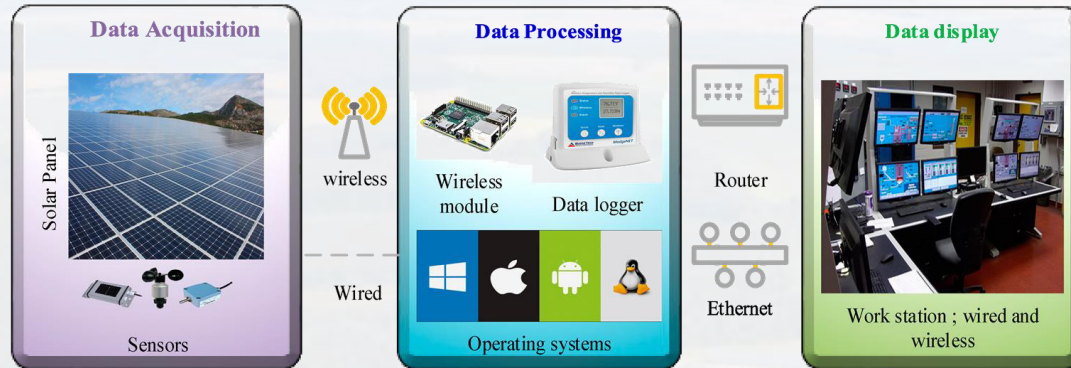 Data Acquisition
Solar Panel
Sensors
wireless
Wired
Data Processing
Wireless
module
Data logger
Operating systems
Router
Ethernet
Data display
Work station ; wired and
wireless